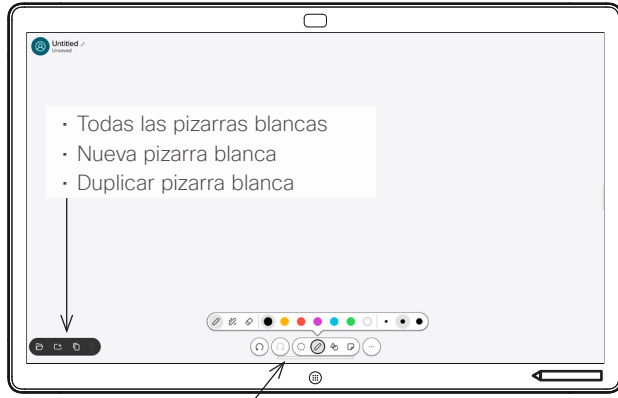 Untitled
Unsaved
· Todas las pizarras blancas
· Nueva pizarra blanca
· Duplicar pizarra blanca